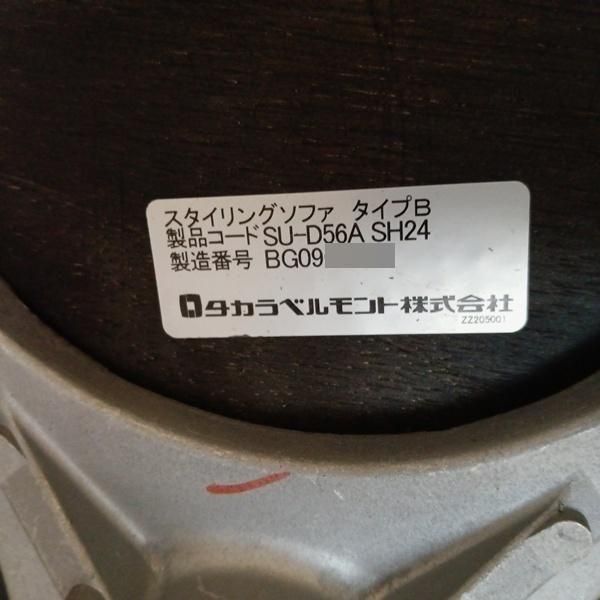 スタイリングソファ タイプB
製品コード SU-D56A SH24
製造番号 BG09
タカラベルモント株式会社
ZZ205001